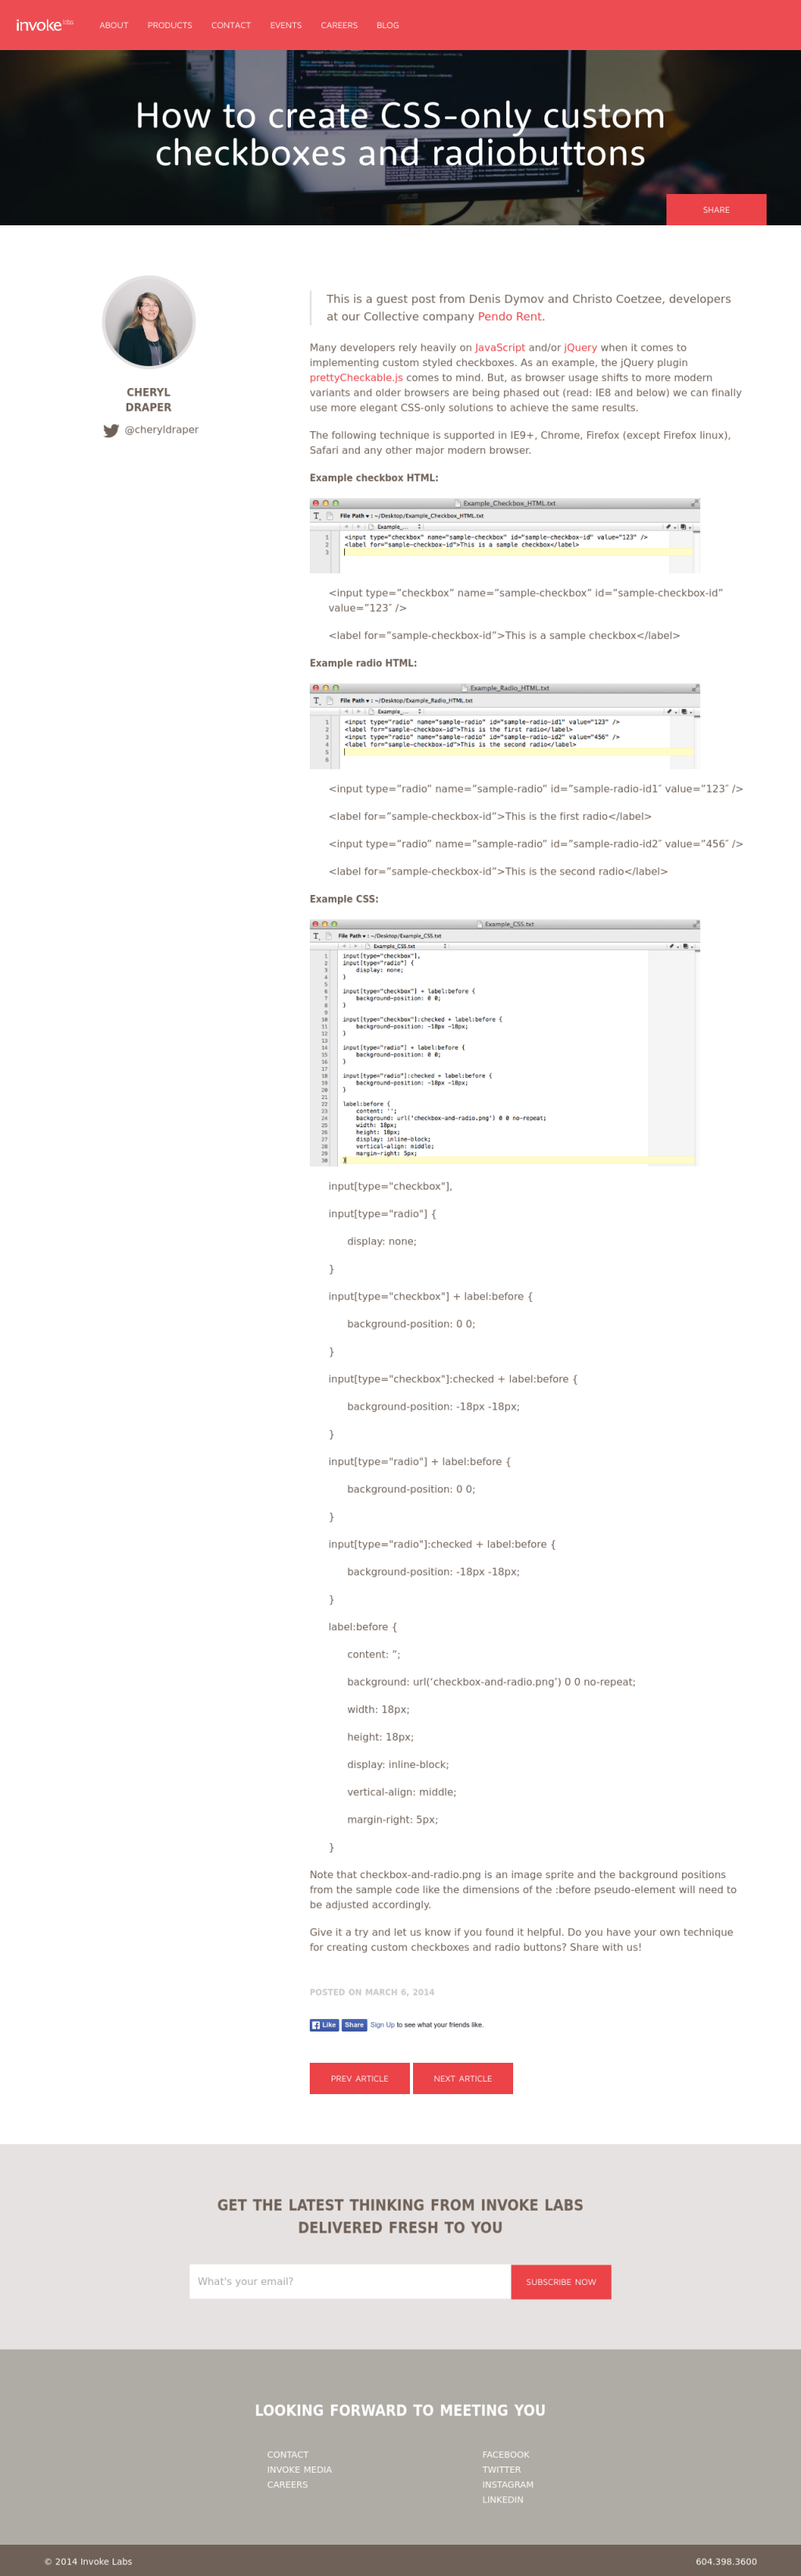 invoke labs
ABOUT PRODUCTS CONTACT EVENTS CAREERS BLOG
How to create CSS-only custom
checkboxes and radiobuttons
SHARE
CHERYL
DRAPER
@cheryldraper
This is a guest post from Denis Dymov and Christo Coetzee, developers
at our Collective company Pendo Rent.
Many developers rely heavily on JavaScript and/or jQuery when it comes to
implementing custom styled checkboxes. As an example, the jQuery plugin
prettyCheckable.js comes to mind. But, as browser usage shifts to more modern
variants and older browsers are being phased out (read: IE8 and below) we can finally
use more elegant CSS-only solutions to achieve the same results.
The following technique is supported in IE9+, Chrome, Firefox (except Firefox linux),
Safari and any other major modern browser.
Example checkbox HTML:
Example_Checkbox_HTML.txt
File Path ▾ : ~/Desktop/Example_Checkbox_HTML.txt
Example_...
1 <input type="checkbox" name="sample-checkbox" id="sample-checkbox-id" value="123" />
2 <label for="sample-checkbox-id">This is a sample checkbox</label>
3
<input type=”checkbox” name=”sample-checkbox” id=”sample-checkbox-id”
value=”123″ />
<label for=”sample-checkbox-id”>This is a sample checkbox</label>
Example radio HTML:
Example_Radio_HTML.txt
File Path ▾ : ~/Desktop/Example_Radio_HTML.txt
Example_...
1 <input type="radio" name="sample-radio" id="sample-radio-id1" value="123" />
2 <label for="sample-checkbox-id">This is the first radio</label>
3 <input type="radio" name="sample-radio" id="sample-radio-id2" value="456" />
4 <label for="sample-checkbox-id">This is the second radio</label>
5
6
<input type=”radio” name=”sample-radio” id=”sample-radio-id1″ value=”123″ />
<label for=”sample-checkbox-id”>This is the first radio</label>
<input type=”radio” name=”sample-radio” id=”sample-radio-id2″ value=”456″ />
<label for=”sample-checkbox-id”>This is the second radio</label>
Example CSS:
Example_CSS.txt
File Path ▾ : ~/Desktop/Example_CSS.txt
Example_CSS.txt
1 input[type="checkbox"],
2 input[type="radio"] {
3 display: none;
4 }
5
6 input[type="checkbox"] + label:before {
7 background-position: 0 0;
8 }
9
10 input[type="checkbox"]:checked + label:before {
11 background-position: -18px -18px;
12 }
13
14 input[type="radio"] + label:before {
15 background-position: 0 0;
16 }
17
18 input[type="radio"]:checked + label:before {
19 background-position: -18px -18px;
20 }
21
22 label:before {
23 content: '';
24 background: url('checkbox-and-radio.png') 0 0 no-repeat;
25 width: 18px;
26 height: 18px;
27 display: inline-block;
28 vertical-align: middle;
29 margin-right: 5px;
30 }
input[type="checkbox"],
input[type="radio"] {
display: none;
}
input[type="checkbox"] + label:before {
background-position: 0 0;
}
input[type="checkbox"]:checked + label:before {
background-position: -18px -18px;
}
input[type="radio"] + label:before {
background-position: 0 0;
}
input[type="radio"]:checked + label:before {
background-position: -18px -18px;
}
label:before {
content: ”;
background: url(‘checkbox-and-radio.png’) 0 0 no-repeat;
width: 18px;
height: 18px;
display: inline-block;
vertical-align: middle;
margin-right: 5px;
}
Note that checkbox-and-radio.png is an image sprite and the background positions
from the sample code like the dimensions of the :before pseudo-element will need to
be adjusted accordingly.
Give it a try and let us know if you found it helpful. Do you have your own technique
for creating custom checkboxes and radio buttons? Share with us!
POSTED ON MARCH 6, 2014
Like Share Sign Up to see what your friends like.
PREV ARTICLE NEXT ARTICLE
GET THE LATEST THINKING FROM INVOKE LABS
DELIVERED FRESH TO YOU
What's your email? SUBSCRIBE NOW
LOOKING FORWARD TO MEETING YOU
CONTACT
INVOKE MEDIA
CAREERS
FACEBOOK
TWITTER
INSTAGRAM
LINKEDIN
© 2014 Invoke Labs 604.398.3600